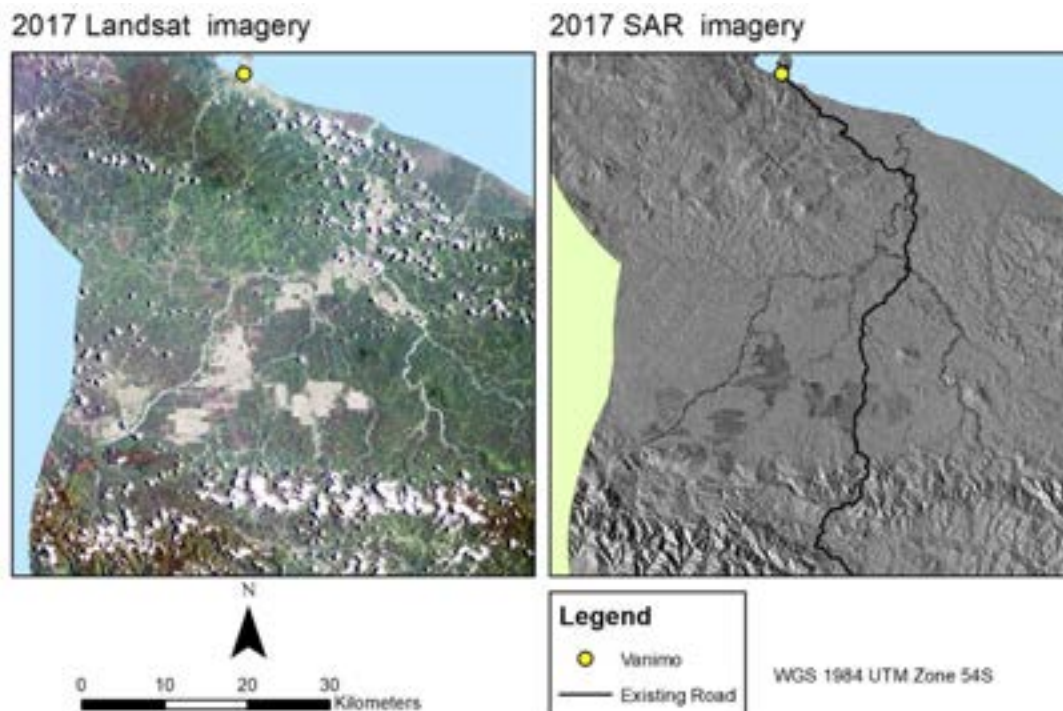 2017 Landsat imagery
2017 SAR imagery
N
0 10 20 30
Kilometers
Legend
Vanimo
Existing Road
WGS 1984 UTM Zone 54S